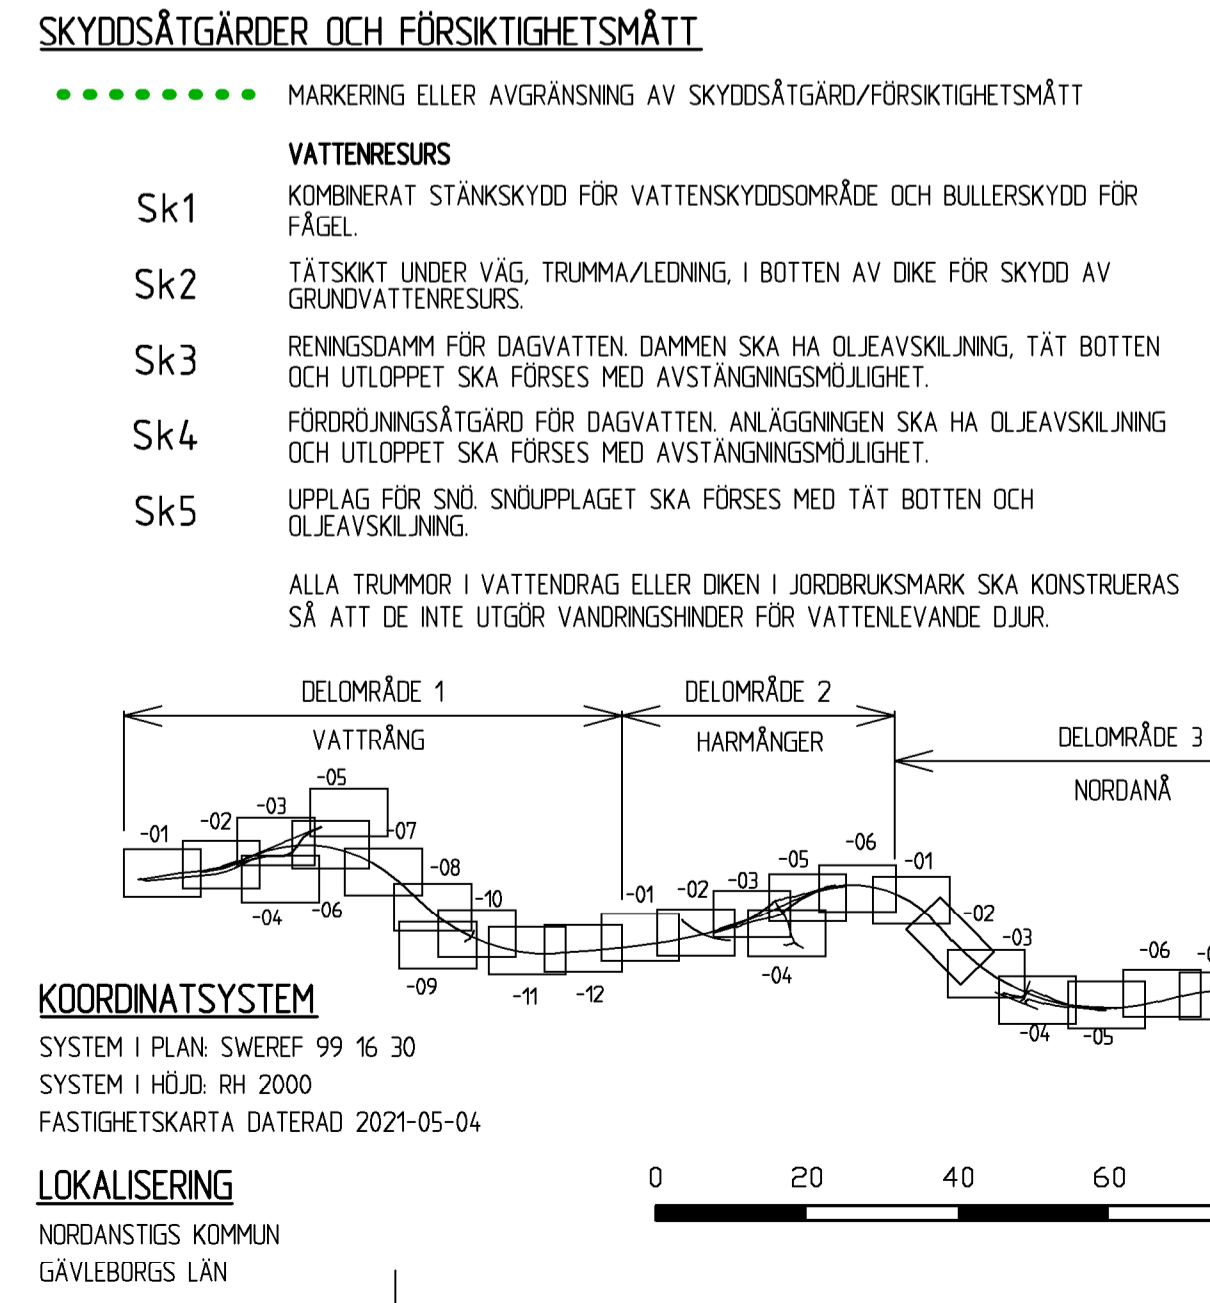 SKYDDSÅTGÄRDER OCH FÖRSIKTIGHETSMÅTT
MARKERING ELLER AVGRÄNSNING AV SKYDDSÅTGÄRD/FÖRSIKTIGHETSMÅTT
VATTENRESURS
Sk1 KOMBINERAT STÄNKSKYDD FÖR VATTENSKYDDSOMRÅDE OCH BULLERSKYDD FÖR
FÅGEL.
Sk2 TÄTSKIKT UNDER VÄG, TRUMMA/LEDNING, I BOTTEN AV DIKE FÖR SKYDD AV
GRUNDVATTENRESURS.
Sk3 RENINGSDAMM FÖR DAGVATTEN. DAMMEN SKA HA OLJEAVSKILJNING, TÄT BOTTEN
OCH UTLOPPET SKA FÖRSES MED AVSTÄNGNINGSMÖJLIGHET.
Sk4 FÖRDRÖJNINGSÅTGÄRD FÖR DAGVATTEN. ANLÄGGNINGEN SKA HA OLJEAVSKILJNING
OCH UTLOPPET SKA FÖRSES MED AVSTÄNGNINGSMÖJLIGHET.
Sk5 UPPLAG FÖR SNÖ. SNÖUPPLAGET SKA FÖRSES MED TÄT BOTTEN OCH
OLJEAVSKILJNING.
ALLA TRUMMOR I VATTENDRAG ELLER DIKEN I JORDBRUKSMARK SKA KONSTRUERAS
SÅ ATT DE INTE UTGÖR VANDRINGSHINDER FÖR VATTENLEVANDE DJUR.
DELOMRÅDE 1
VATTRÅNG
-01
-02
-03
-05
-07
-08
-10
-04
-06
-09
-11
-12
DELOMRÅDE 2
HARMÅNGER
-01
-02
-03
-05
-06
-04
DELOMRÅDE 3
NORDANÅ
-01
-02
-03
-06
-04
-05
KOORDINATSYSTEM
SYSTEM I PLAN: SWEREF 99 16 30
SYSTEM I HÖJD: RH 2000
FASTIGHETSKARTA DATERAD 2021-05-04
LOKALISERING
NORDANSTIGS KOMMUN
GÄVLEBORGS LÄN
0 20 40 60